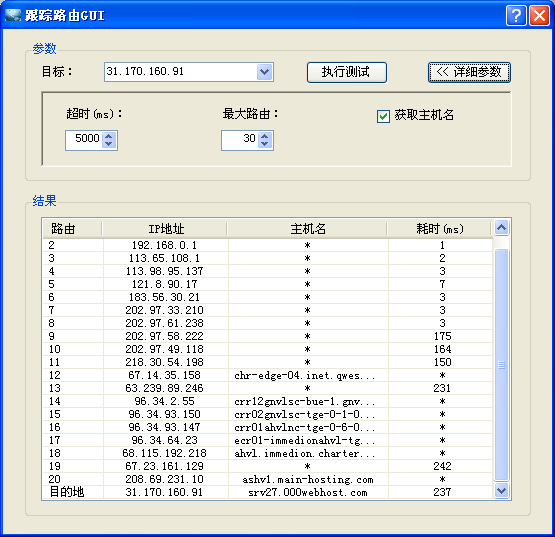 跟踪路由GUI
参数
目标： 31.170.160.91 执行测试 << 详细参数
超时(ms)： 最大路由： 获取主机名
5000 30
结果
路由 IP地址 主机名 耗时(ms)
2 192.168.0.1 * 1
3 113.65.108.1 * 2
4 113.98.95.137 * 3
5 121.8.90.17 * 7
6 183.56.30.21 * 3
7 202.97.33.210 * 3
8 202.97.61.238 * 3
9 202.97.58.222 * 175
10 202.97.49.118 * 164
11 218.30.54.198 * 150
12 67.14.35.158 chr-edge-04.inet.qwes... *
13 63.239.89.246 * 231
14 96.34.2.55 crr12gnvlsc-bue-1.gnv... *
15 96.34.93.150 crr02gnvlsc-tge-0-1-0... *
16 96.34.93.147 crr01ahvlnc-tge-0-6-0... *
17 96.34.64.23 ecr01-immedionahvl-tg... *
18 68.115.192.218 ahvl.immedion.charter... *
19 67.23.161.129 * 242
20 208.69.231.10 ashv1.main-hosting.com *
目的地 31.170.160.91 srv27.000webhost.com 237